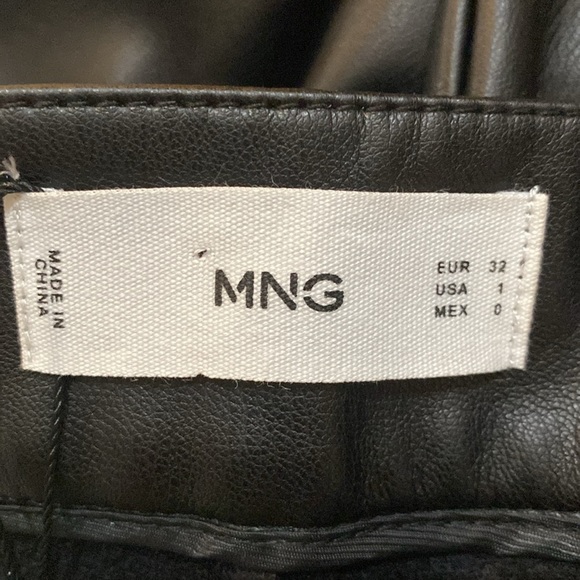 MADE IN
CHINA
MNG
EUR 32
USA 1
MEX 0